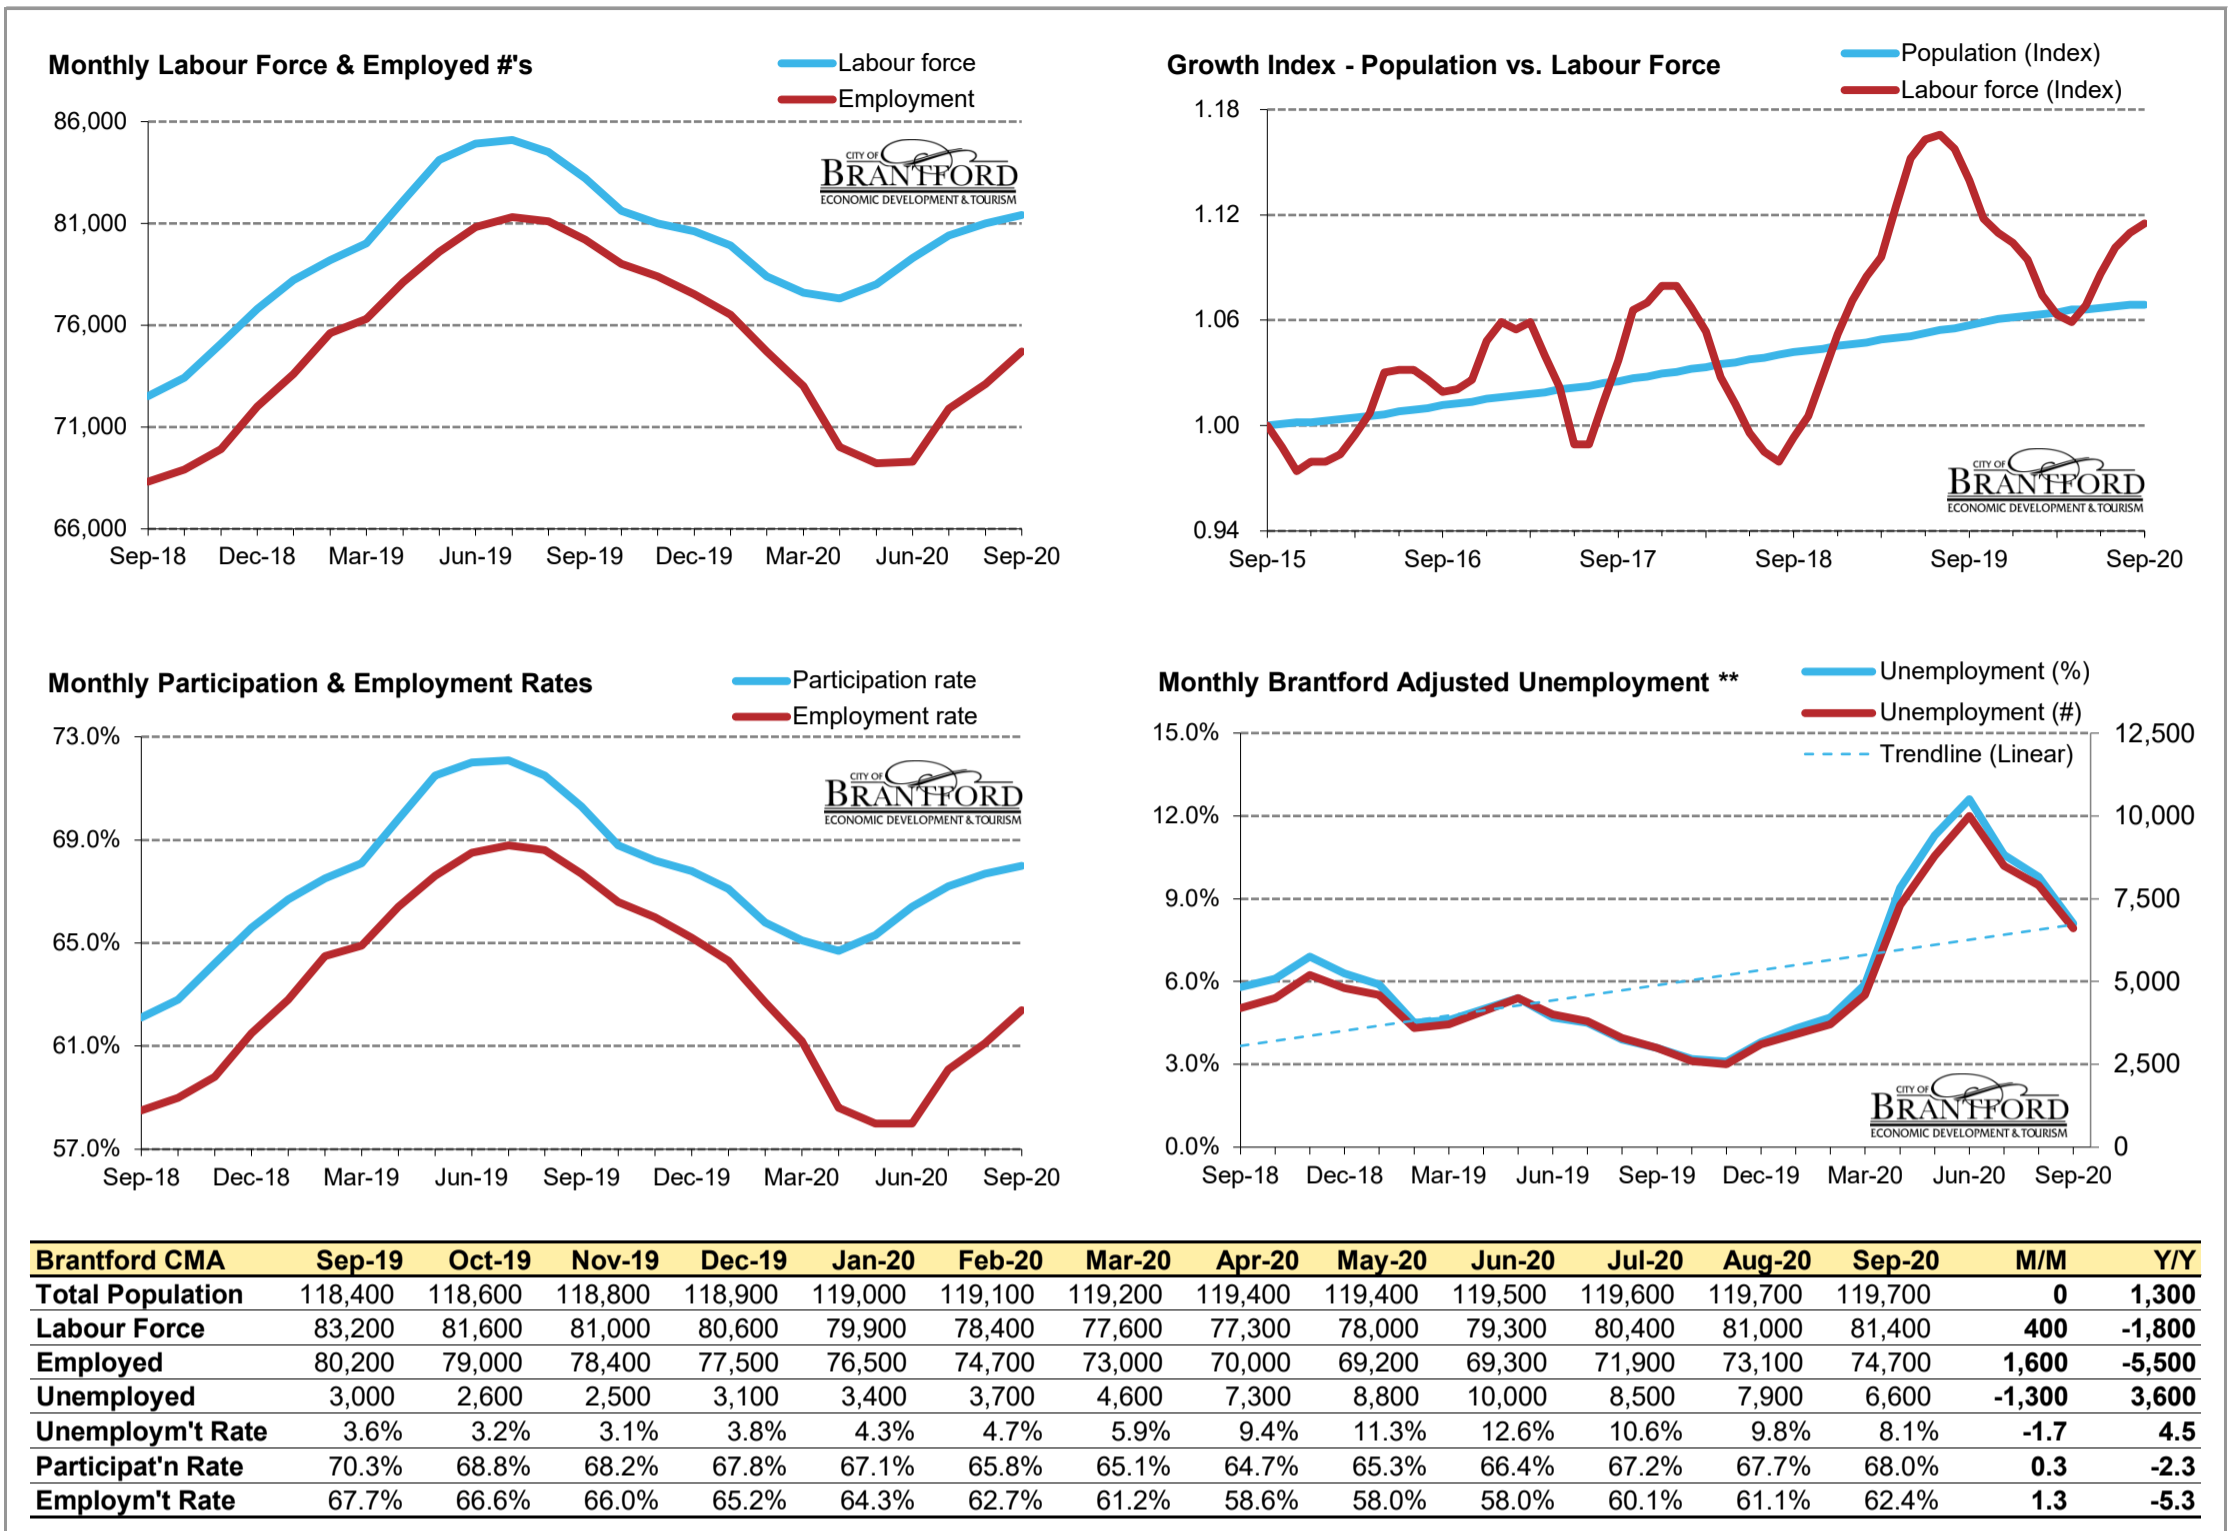 Monthly Labour Force & Employed #'s
Labour force
Employment
86,000
81,000
76,000
71,000
66,000
CITY OF
BRANTFORD
ECONOMIC DEVELOPMENT & TOURISM
Sep-18 Dec-18 Mar-19 Jun-19 Sep-19 Dec-19 Mar-20 Jun-20 Sep-20
Growth Index - Population vs. Labour Force
Population (Index)
Labour force (Index)
1.18
1.12
1.06
1.00
0.94
CITY OF
BRANTFORD
ECONOMIC DEVELOPMENT & TOURISM
Sep-15 Sep-16 Sep-17 Sep-18 Sep-19 Sep-20
Monthly Participation & Employment Rates
Participation rate
Employment rate
73.0%
69.0%
65.0%
61.0%
57.0%
CITY OF
BRANTFORD
ECONOMIC DEVELOPMENT & TOURISM
Sep-18 Dec-18 Mar-19 Jun-19 Sep-19 Dec-19 Mar-20 Jun-20 Sep-20
Monthly Brantford Adjusted Unemployment **
Unemployment (%)
Unemployment (#)
Trendline (Linear)
15.0% 12,500
12.0% 10,000
9.0% 7,500
6.0% 5,000
3.0% 2,500
0.0% 0
CITY OF
BRANTFORD
ECONOMIC DEVELOPMENT & TOURISM
Sep-18 Dec-18 Mar-19 Jun-19 Sep-19 Dec-19 Mar-20 Jun-20 Sep-20
Brantford CMA Sep-19 Oct-19 Nov-19 Dec-19 Jan-20 Feb-20 Mar-20 Apr-20 May-20 Jun-20 Jul-20 Aug-20 Sep-20 M/M Y/Y
Total Population 118,400 118,600 118,800 118,900 119,000 119,100 119,200 119,400 119,400 119,500 119,600 119,700 119,700 0 1,300
Labour Force 83,200 81,600 81,000 80,600 79,900 78,400 77,600 77,300 78,000 79,300 80,400 81,000 81,400 400 -1,800
Employed 80,200 79,000 78,400 77,500 76,500 74,700 73,000 70,000 69,200 69,300 71,900 73,100 74,700 1,600 -5,500
Unemployed 3,000 2,600 2,500 3,100 3,400 3,700 4,600 7,300 8,800 10,000 8,500 7,900 6,600 -1,300 3,600
Unemploym't Rate 3.6% 3.2% 3.1% 3.8% 4.3% 4.7% 5.9% 9.4% 11.3% 12.6% 10.6% 9.8% 8.1% -1.7 4.5
Participat'n Rate 70.3% 68.8% 68.2% 67.8% 67.1% 65.8% 65.1% 64.7% 65.3% 66.4% 67.2% 67.7% 68.0% 0.3 -2.3
Employm't Rate 67.7% 66.6% 66.0% 65.2% 64.3% 62.7% 61.2% 58.6% 58.0% 58.0% 60.1% 61.1% 62.4% 1.3 -5.3